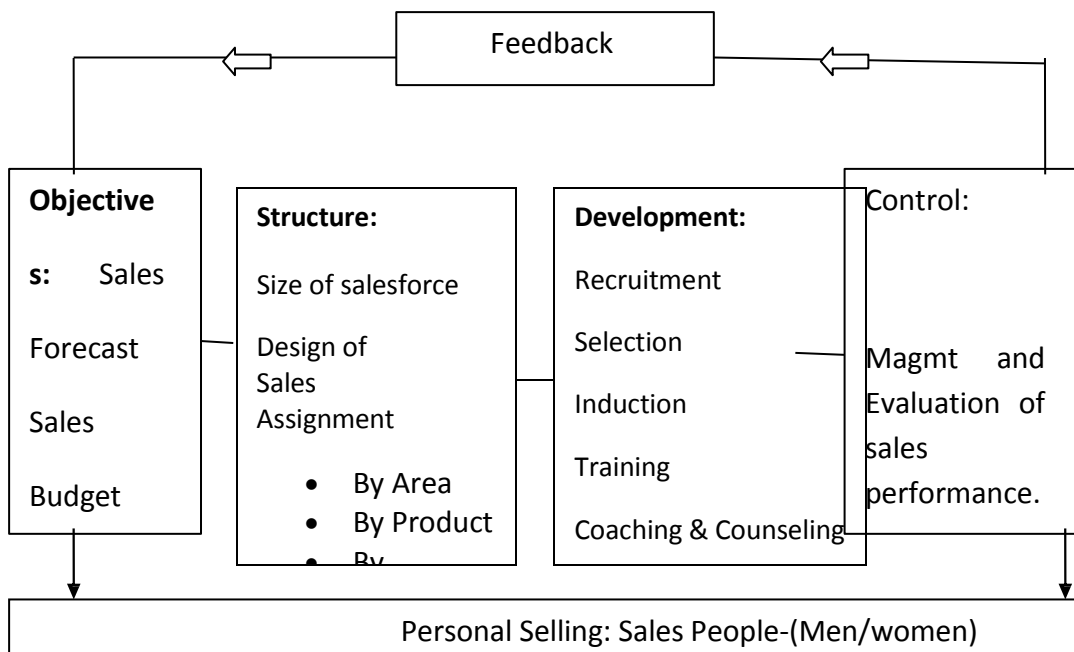 Feedback
Objective
s: Sales
Forecast
Sales
Budget
Structure:
Size of salesforce
Design of
Sales
Assignment
• By Area
• By Product
• By
Development:
Recruitment
Selection
Induction
Training
Coaching & Counseling
Control:
Magmt and
Evaluation of
sales
performance.
Personal Selling: Sales People-(Men/women)